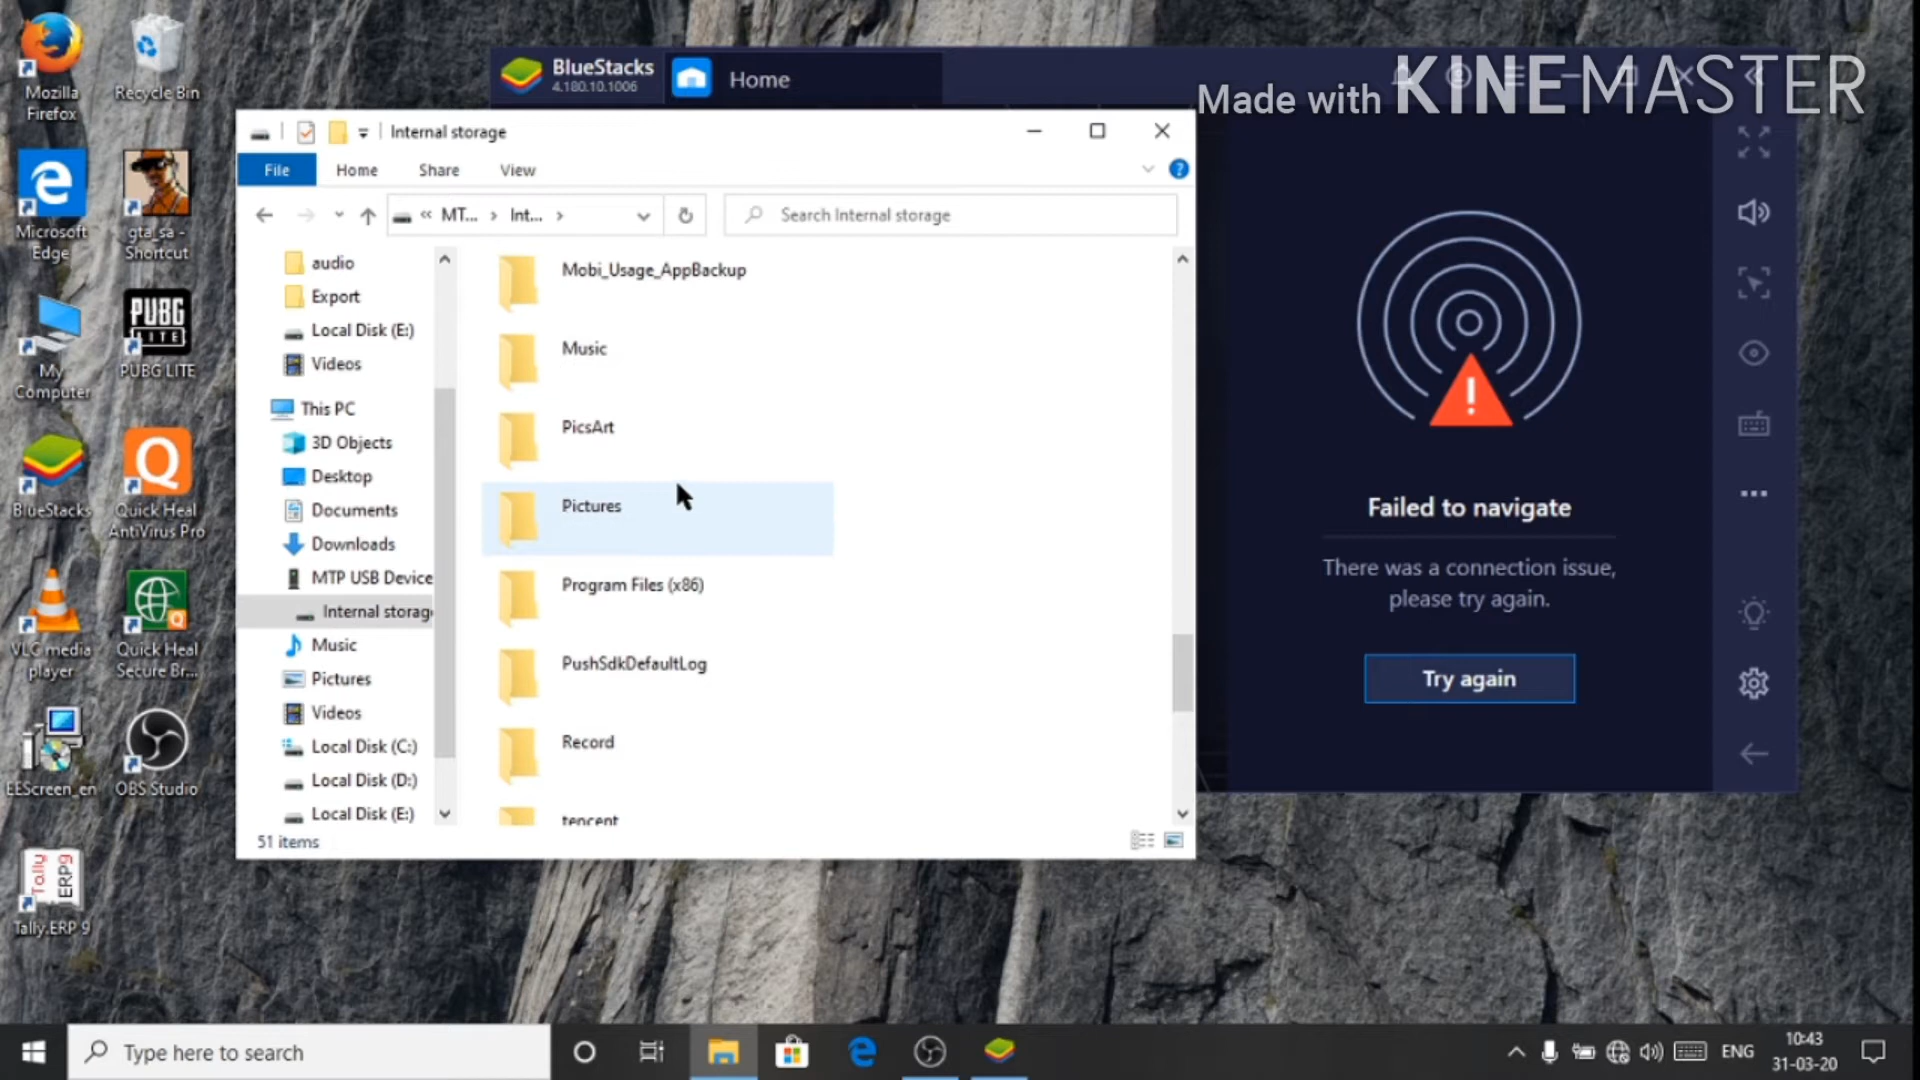 Mozilla
Firefox
Recycle Bin
Microsoft
Edge
gta_sa -
Shortcut
My
Computer
PUBG
LITE
PUBG LITE
BlueStacks
Quick Heal
AntiVirus Pro
VLC media
player
Quick Heal
Secure Br...
EEScreen_en
OBS Studio
Tally
ERP9
Tally.ERP 9
BlueStacks
4.180.10.1006
Home
Made with KINEMASTER
Internal storage
File
Home
Share
View
« MT... › Int... ›
Search Internal storage
audio
Export
Local Disk (E:)
Videos
This PC
3D Objects
Desktop
Documents
Downloads
MTP USB Device
Internal storag
Music
Pictures
Videos
Local Disk (C:)
Local Disk (D:)
Local Disk (E:)
Mobi_Usage_AppBackup
Music
PicsArt
Pictures
Program Files (x86)
PushSdkDefaultLog
Record
tencent
51 items
Failed to navigate
There was a connection issue,
please try again.
Try again
Type here to search
ENG
10:43
31-03-20